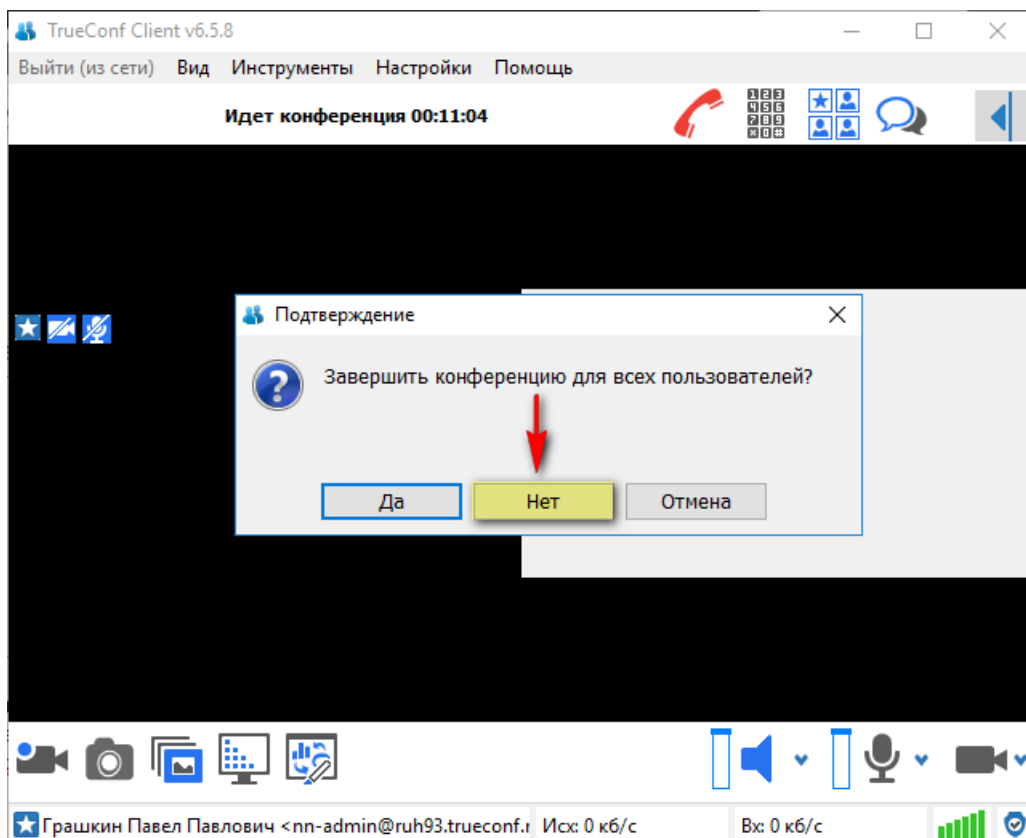 TrueConf Client v6.5.8
Выйти (из сети) Вид Инструменты Настройки Помощь
Идет конференция 00:11:04
Подтверждение
Завершить конференцию для всех пользователей?
Да Нет Отмена
Грашкин Павел Павлович <nn-admin@ruh93.trueconf.r Исх: 0 кб/с Вх: 0 кб/с